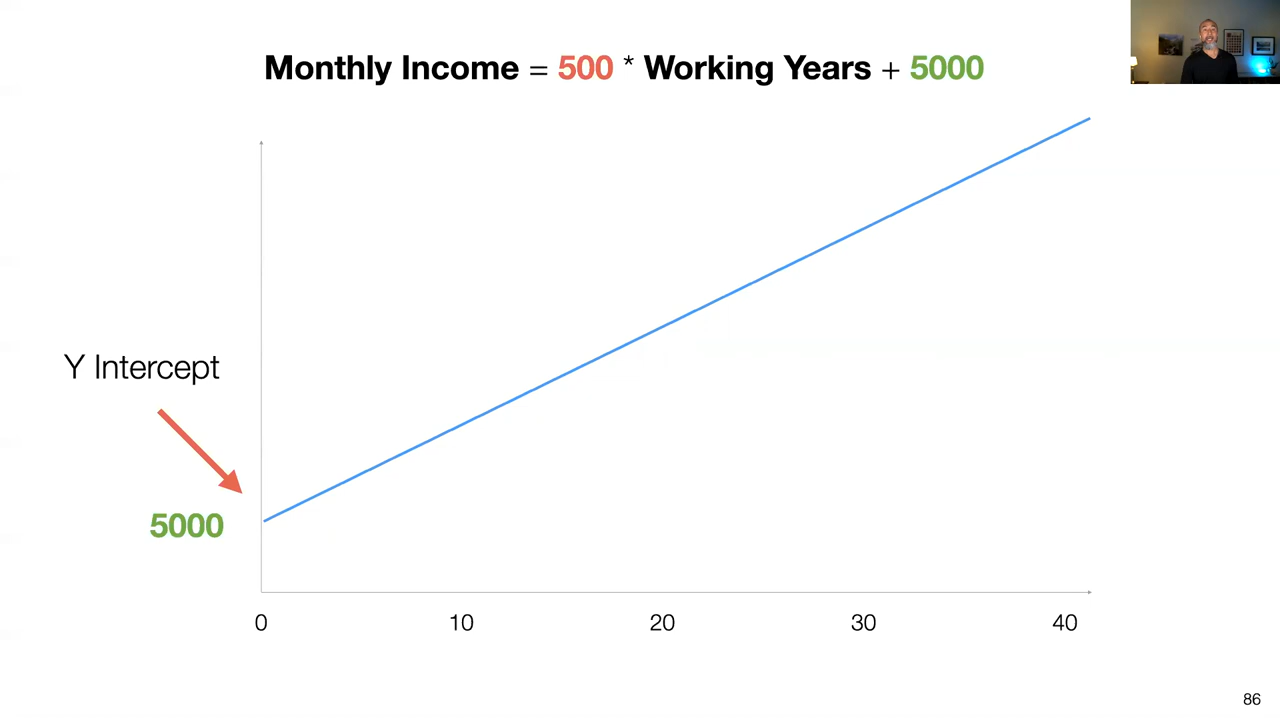 Monthly Income = 500 * Working Years + 5000
Y Intercept
5000
0 10 20 30 40
86